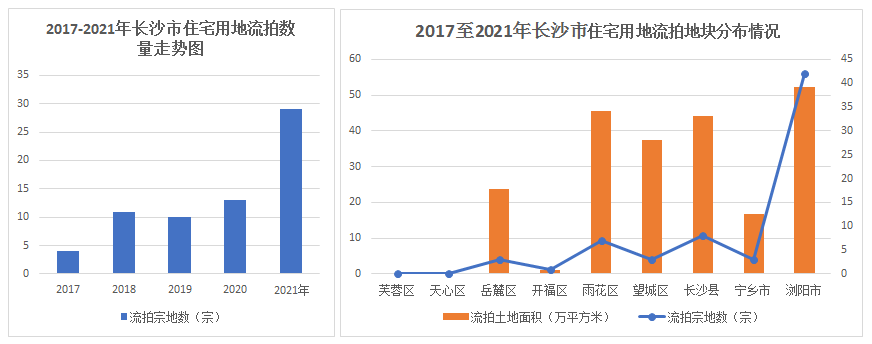 2017-2021年长沙市住宅用地流拍数
量走势图
35
30
25
20
15
10
5
0
2017 2018 2019 2020 2021年
流拍宗地数（宗）
2017至2021年长沙市住宅用地流拍地块分布情况
60 45
50 40
40 35
30 30
20 25
10 20
0 15
10
5
0
芙蓉区 天心区 岳麓区 开福区 雨花区 望城区 长沙县 宁乡市 浏阳市
流拍土地面积（万平方米） 流拍宗地数（宗）